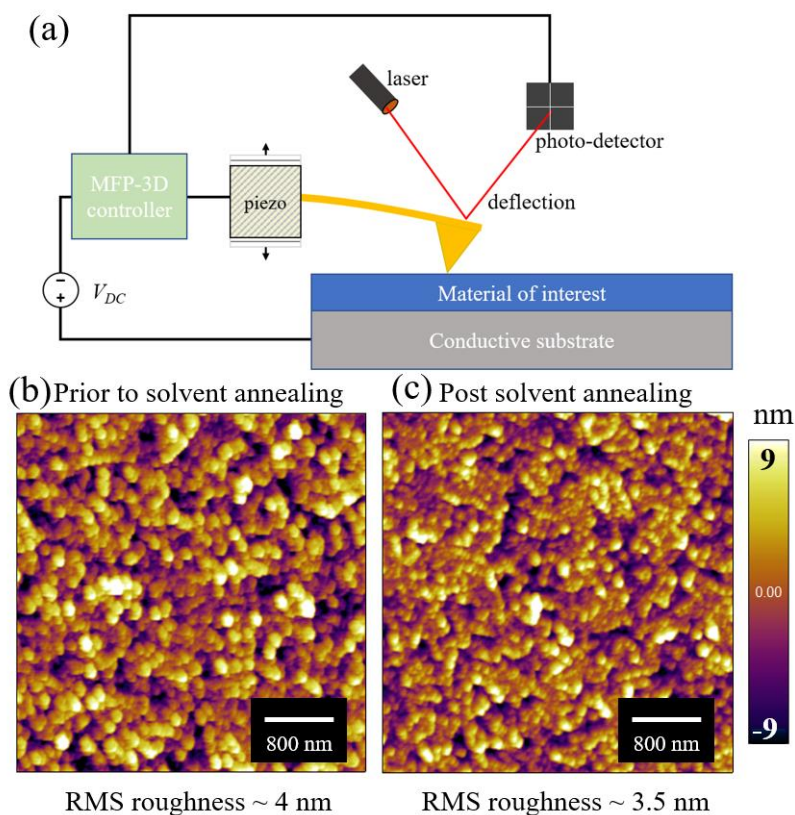 (a)
laser
photo-detector
MFP-3D
controller
piezo
deflection
V_DC
Material of interest
Conductive substrate
(b) Prior to solvent annealing
(c) Post solvent annealing
nm
9
0.00
-9
800 nm
800 nm
RMS roughness ~ 4 nm
RMS roughness ~ 3.5 nm